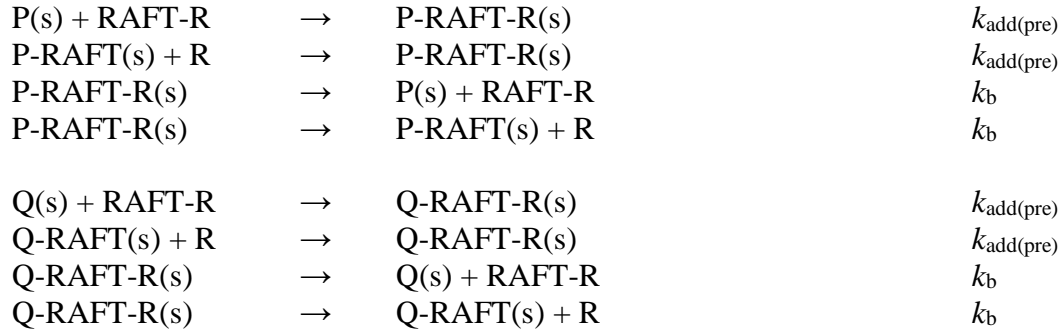 P(s) + RAFT-R → P-RAFT-R(s) kadd(pre)
P-RAFT(s) + R → P-RAFT-R(s) kadd(pre)
P-RAFT-R(s) → P(s) + RAFT-R kb
P-RAFT-R(s) → P-RAFT(s) + R kb
Q(s) + RAFT-R → Q-RAFT-R(s) kadd(pre)
Q-RAFT(s) + R → Q-RAFT-R(s) kadd(pre)
Q-RAFT-R(s) → Q(s) + RAFT-R kb
Q-RAFT-R(s) → Q-RAFT(s) + R kb